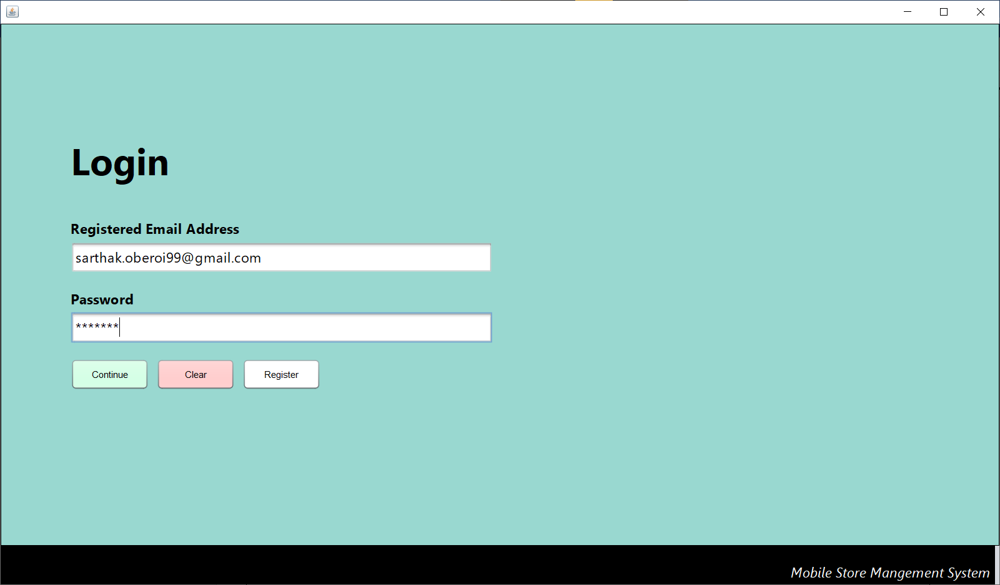 Login
Registered Email Address
sarthak.oberoi99@gmail.com
Password
*******
Continue Clear Register
Mobile Store Mangement System